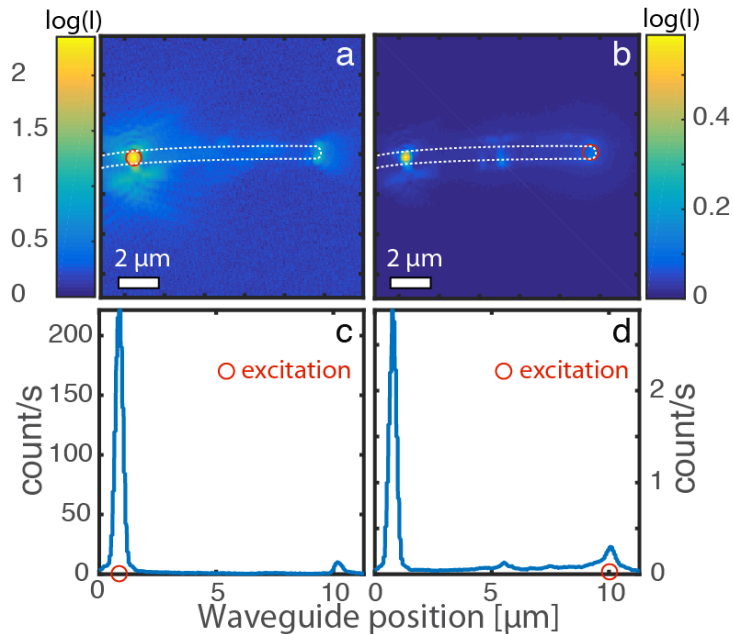 log(I) log(I)
a b
2
1.5
1
0.5
0
0.4
0.2
0
2 µm 2 µm
c d
excitation excitation
200
150
100
50
0
2
1
0
count/s count/s
0 5 10 0 5 10
Waveguide position [µm]